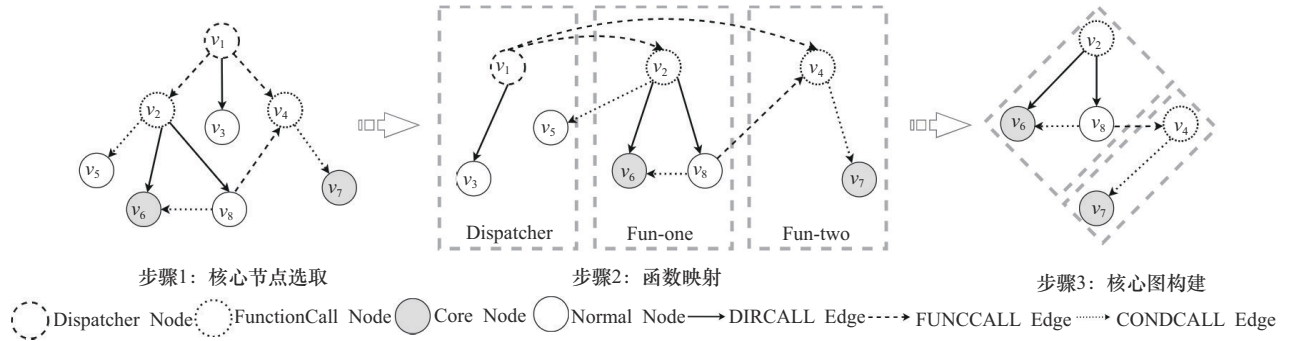 v1
v2
v3
v4
v5
v6
v8
v7
v1
v2
v4
v5
v3
v6
v8
v7
Dispatcher
Fun-one
Fun-two
v2
v6
v8
v4
v7
步骤1：核心节点选取
步骤2：函数映射
步骤3：核心图构建
Dispatcher Node
FunctionCall Node
Core Node
Normal Node
DIRCALL Edge
FUNCCALL Edge
CONDCALL Edge